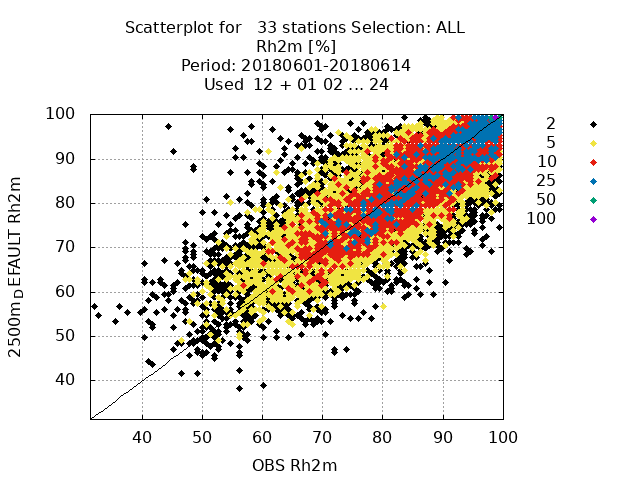 Scatterplot for   33 stations Selection: ALL
Rh2m [%]
Period: 20180601-20180614
Used  12 + 01 02 ... 24
2500m_DEFAULT Rh2m
100
90
80
70
60
50
40
40 50 60 70 80 90 100
OBS Rh2m
2
5
10
25
50
100